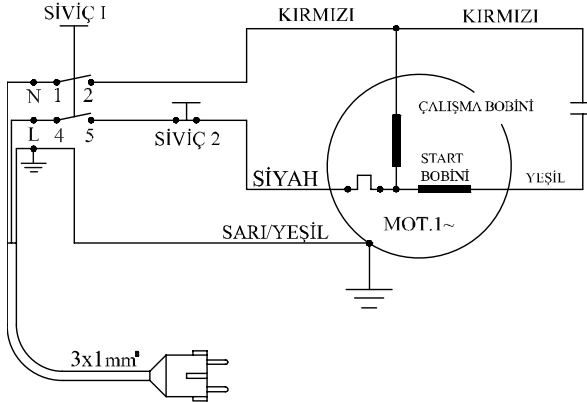 SİVİÇ I
KIRMIZI
KIRMIZI
N
1
2
L
4
5
SİVİÇ 2
ÇALIŞMA BOBİNİ
START
BOBİNİ
YEŞİL
SİYAH
MOT.1~
SARI/YEŞİL
3x1mm²